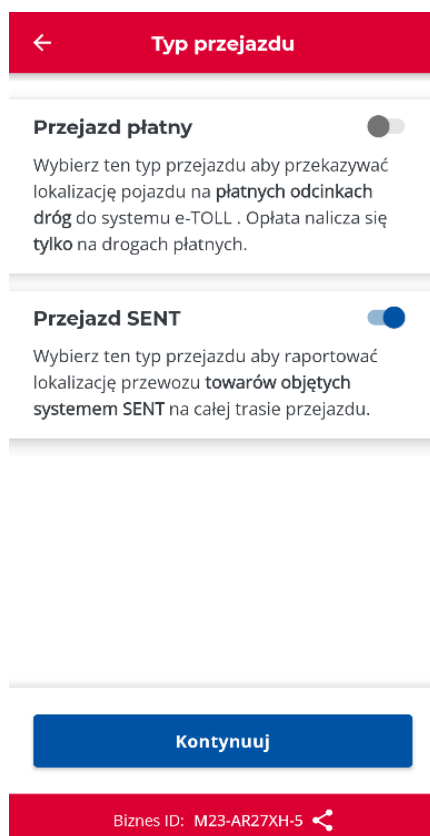 Typ przejazdu
Przejazd płatny
Wybierz ten typ przejazdu aby przekazywać
lokalizację pojazdu na płatnych odcinkach
dróg do systemu e-TOLL . Opłata nalicza się
tylko na drogach płatnych.
Przejazd SENT
Wybierz ten typ przejazdu aby raportować
lokalizację przewozu towarów objętych
systemem SENT na całej trasie przejazdu.
Kontynuuj
Biznes ID: M23-AR27XH-5